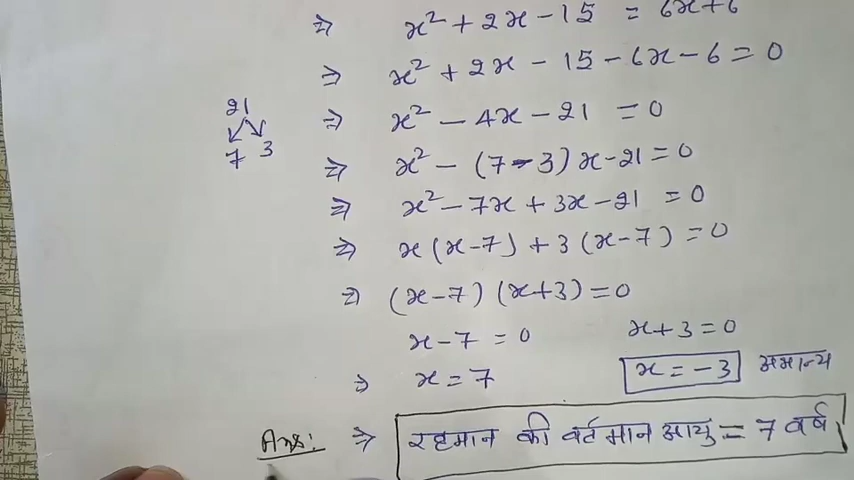 ⇒ x² + 2x - 15 = 6x+6
⇒ x² + 2x - 15 - 6x - 6 = 0
21
⇒ x² - 4x - 21 = 0
7 3
⇒ x² - (7-3)x - 21 = 0
⇒ x² - 7x + 3x - 21 = 0
⇒ x(x-7) + 3(x-7) = 0
⇒ (x-7) (x+3) = 0
x - 7 = 0 x+3 = 0
⇒ x = 7 x = -3 अमान्य
Ans: ⇒ रहमान की वर्तमान आयु = 7 वर्ष